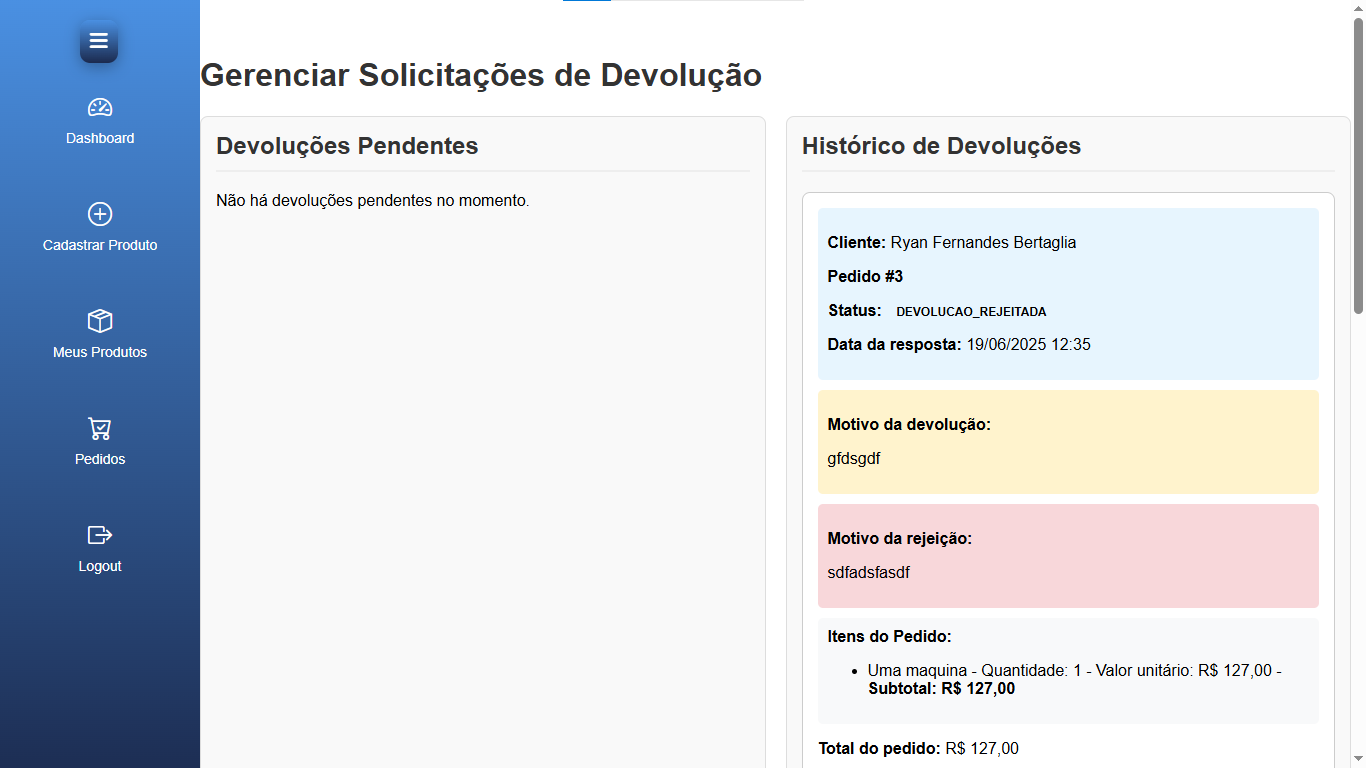 Dashboard
Cadastrar Produto
Meus Produtos
Pedidos
Logout
Gerenciar Solicitações de Devolução
Devoluções Pendentes
Não há devoluções pendentes no momento.
Histórico de Devoluções
Cliente: Ryan Fernandes Bertaglia
Pedido #3
Status: DEVOLUCAO_REJEITADA
Data da resposta: 19/06/2025 12:35
Motivo da devolução:
gfdsgdf
Motivo da rejeição:
sdfadsfasdf
Itens do Pedido:
• Uma maquina - Quantidade: 1 - Valor unitário: R$ 127,00 -
Subtotal: R$ 127,00
Total do pedido: R$ 127,00